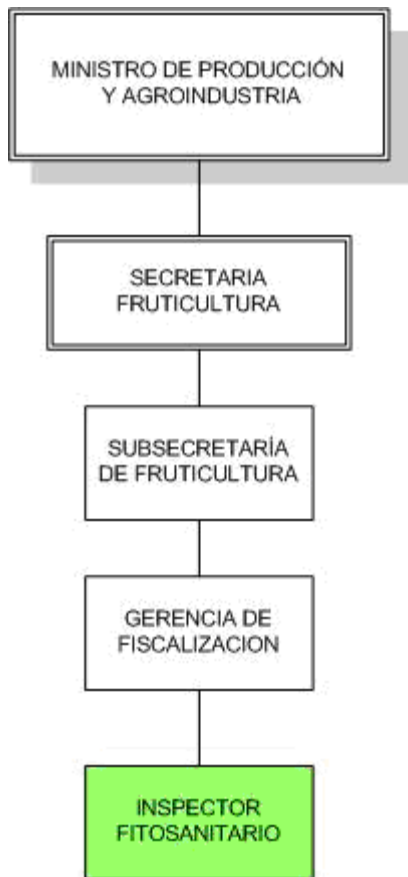 MINISTRO DE PRODUCCIÓN
Y AGROINDUSTRIA
SECRETARIA
FRUTICULTURA
SUBSECRETARÍA
DE FRUTICULTURA
GERENCIA DE
FISCALIZACION
INSPECTOR
FITOSANITARIO